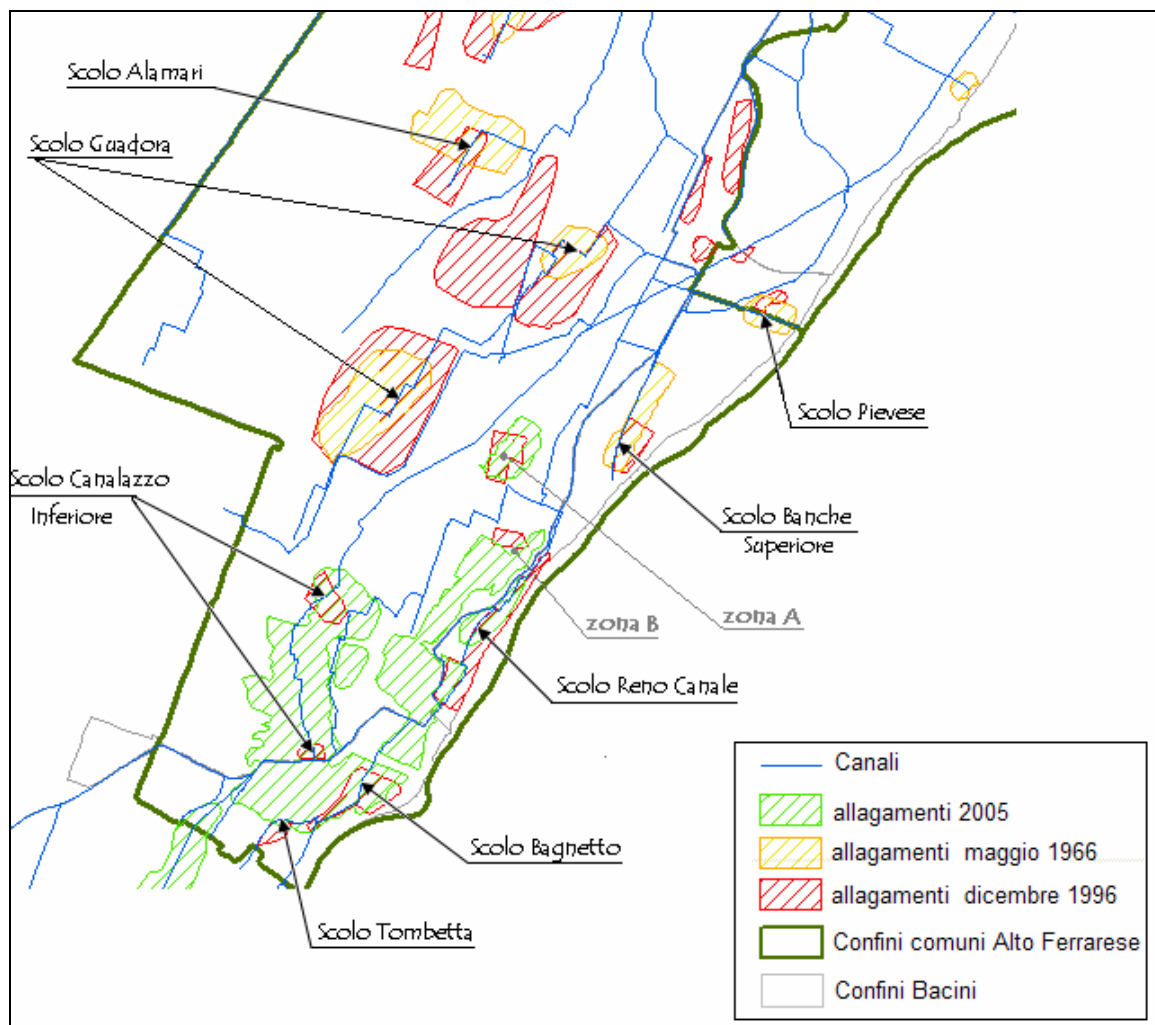 Scolo Alamari
Scolo Guadora
Scolo Pievese
Scolo Canalazzo
Inferiore
Scolo Banche
Superiore
zona B
zona A
Scolo Reno Canale
Scolo Bagnetto
Scolo Tombetta
Canali
allagamenti 2005
allagamenti maggio 1966
allagamenti dicembre 1996
Confini comuni Alto Ferrarese
Confini Bacini